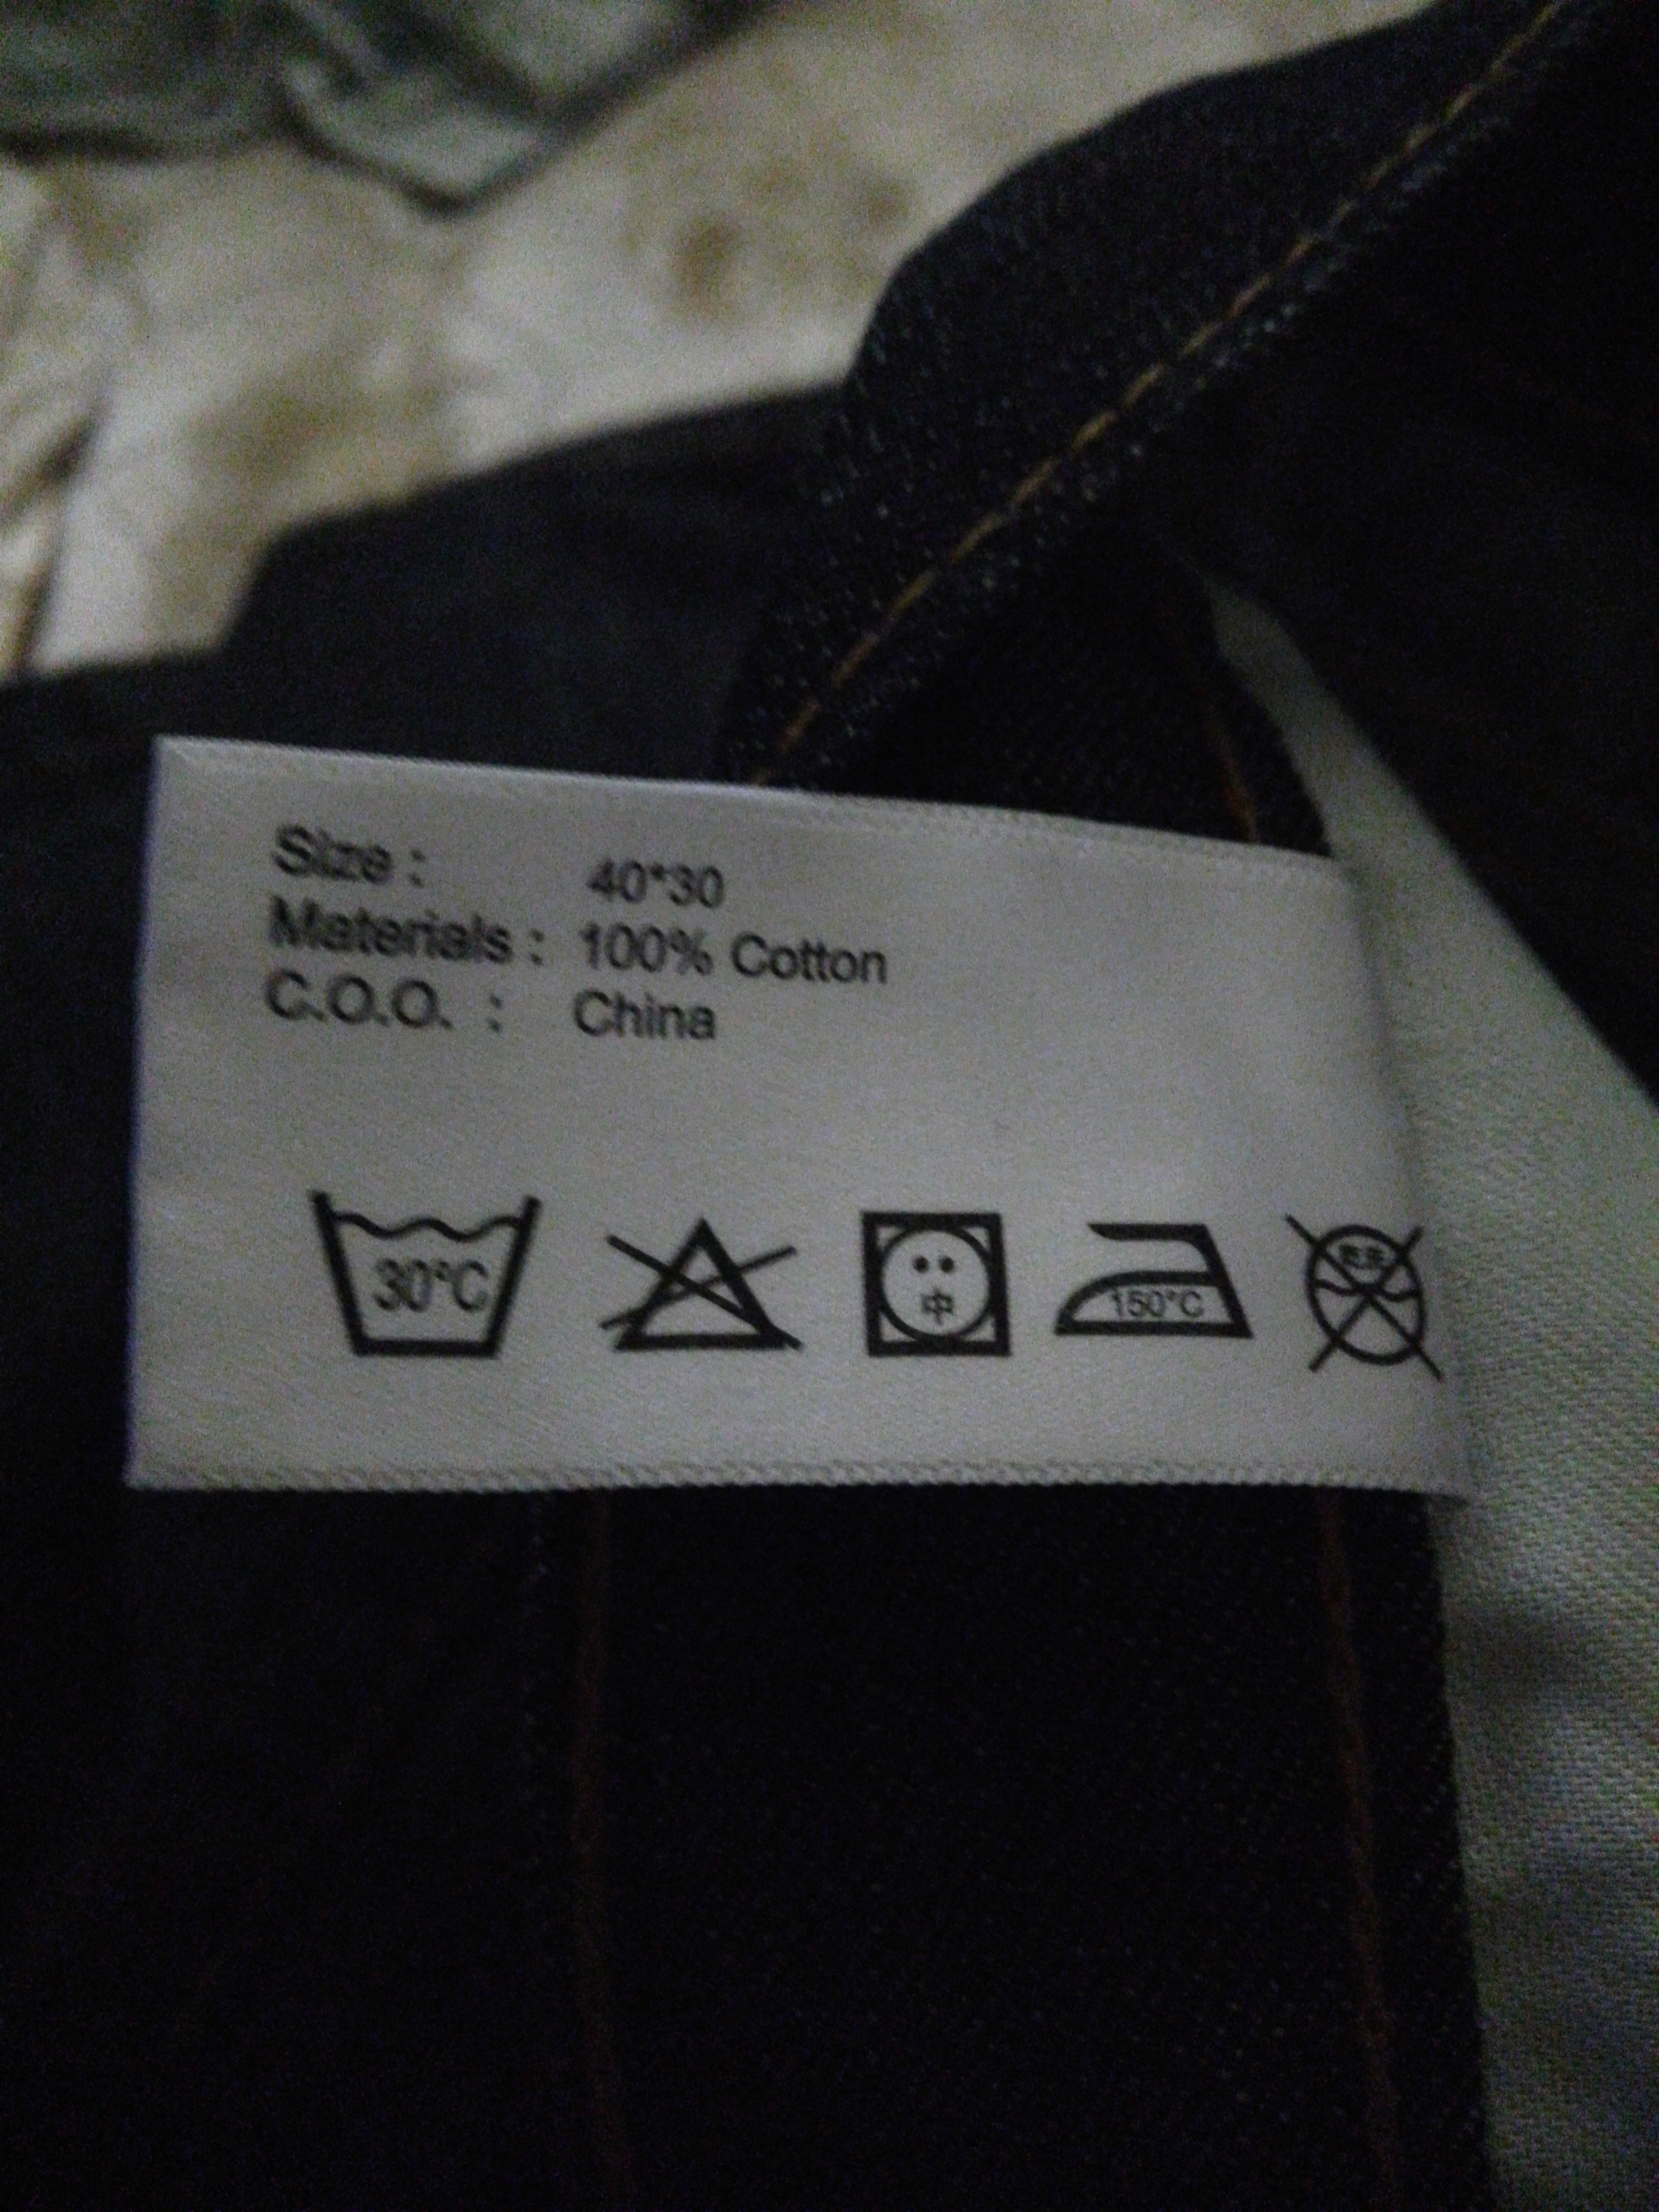 Size : 40*30
Materials : 100% Cotton
C.O.O. : China
30°C 中 150°C